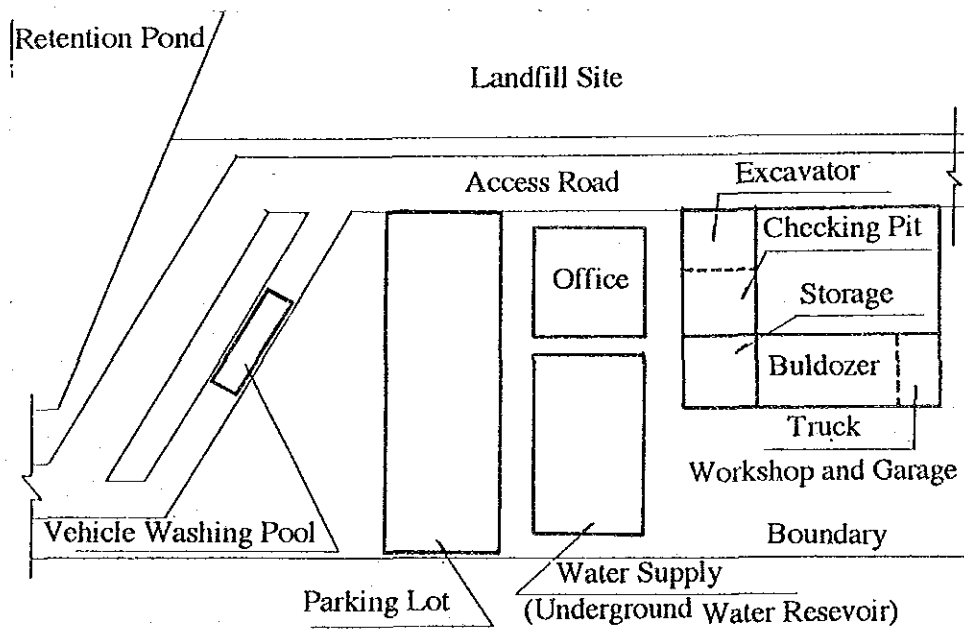 Retention Pond
Landfill Site
Access Road
Excavator
Checking Pit
Office
Storage
Buldozer
Truck
Workshop and Garage
Vehicle Washing Pool
Boundary
Water Supply
(Underground Water Resevoir)
Parking Lot